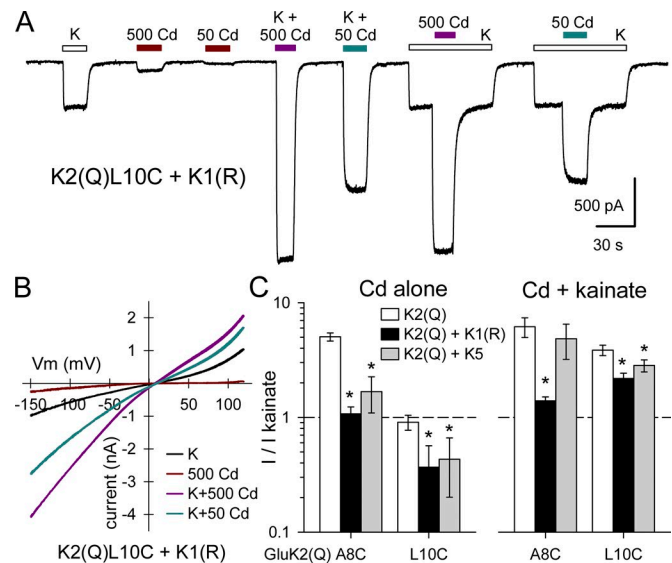 A
K
500 Cd
50 Cd
K +
500 Cd
K +
50 Cd
500 Cd
K
50 Cd
K
K2(Q)L10C + K1(R)
500 pA
30 s
B
Vm (mV)
2
1
-150
-100
-50
50
100
-1
-2
-3
-4
current (nA)
K
500 Cd
K+500 Cd
K+50 Cd
K2(Q)L10C + K1(R)
C
Cd alone
Cd + kainate
K2(Q)
K2(Q) + K1(R)
K2(Q) + K5
I / I kainate
10
1
0.1
* * * *
* * *
GluK2(Q) A8C L10C
A8C L10C